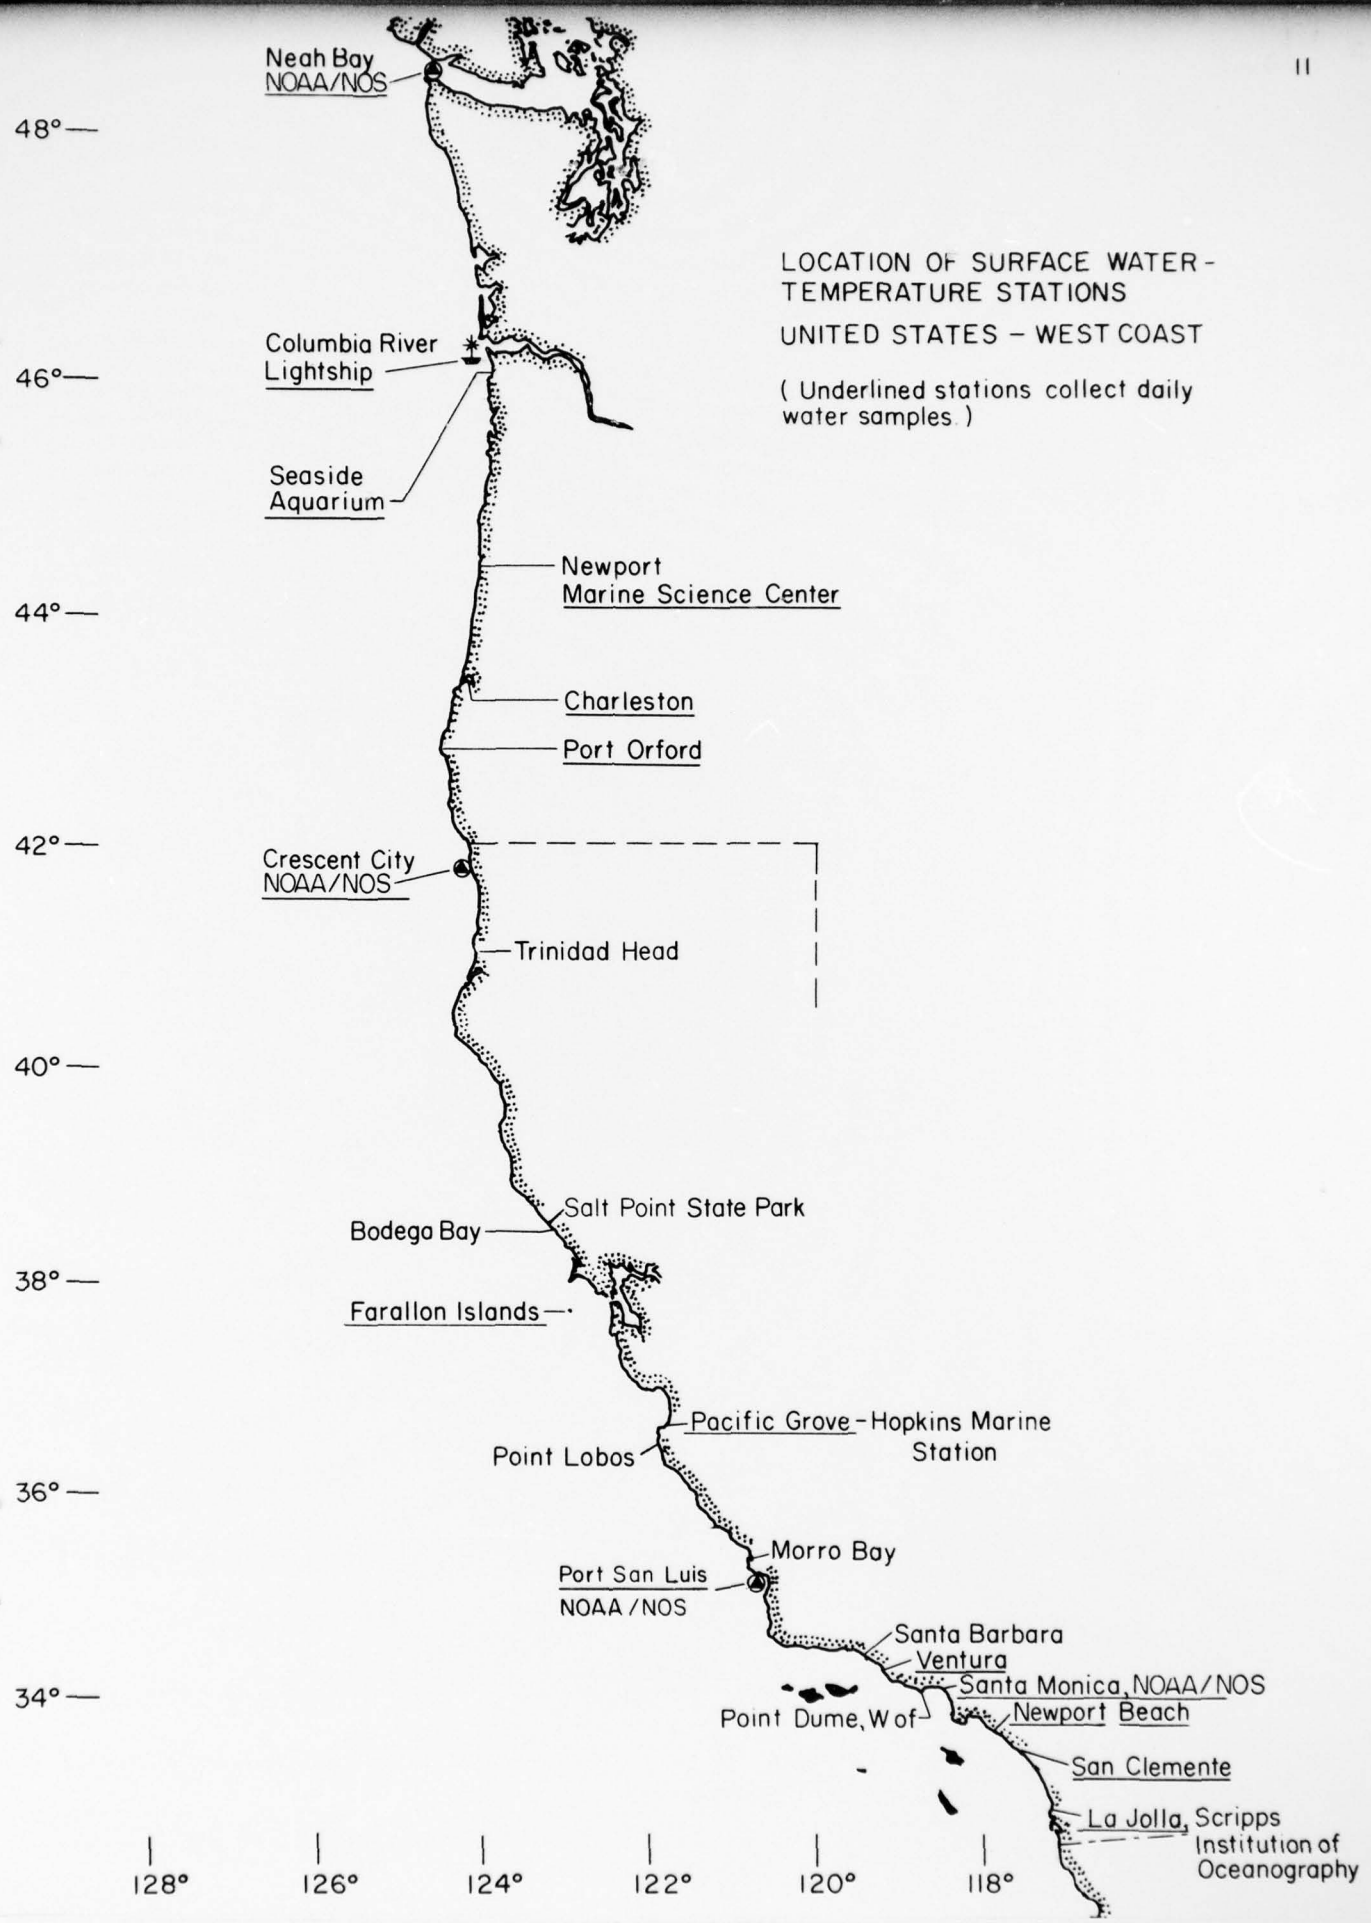 11
Neah Bay
NOAA/NOS
48°
LOCATION OF SURFACE WATER-
TEMPERATURE STATIONS
UNITED STATES – WEST COAST
( Underlined stations collect daily
water samples. )
Columbia River
Lightship
46°
Seaside
Aquarium
Newport
Marine Science Center
44°
Charleston
Port Orford
42°
Crescent City
NOAA/NOS
Trinidad Head
40°
Salt Point State Park
Bodega Bay
38°
Farallon Islands
Pacific Grove-Hopkins Marine
Station
Point Lobos
36°
Morro Bay
Port San Luis
NOAA/NOS
Santa Barbara
Ventura
34°
Santa Monica, NOAA/NOS
Point Dume, W of
Newport Beach
San Clemente
La Jolla, Scripps
Institution of
Oceanography
128° 126° 124° 122° 120° 118°